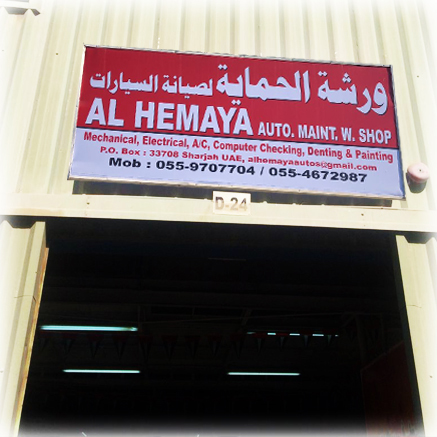 ورشة الحماية لصيانة السيارات
AL HEMAYA AUTO. MAINT. W. SHOP
Mechanical, Electrical, A/C, Computer Checking, Denting & Painting
P.O. Box : 33708 Sharjah UAE, alhomayaautos@gmail.com
Mob : 055-9707704 / 055-4672987
D-24